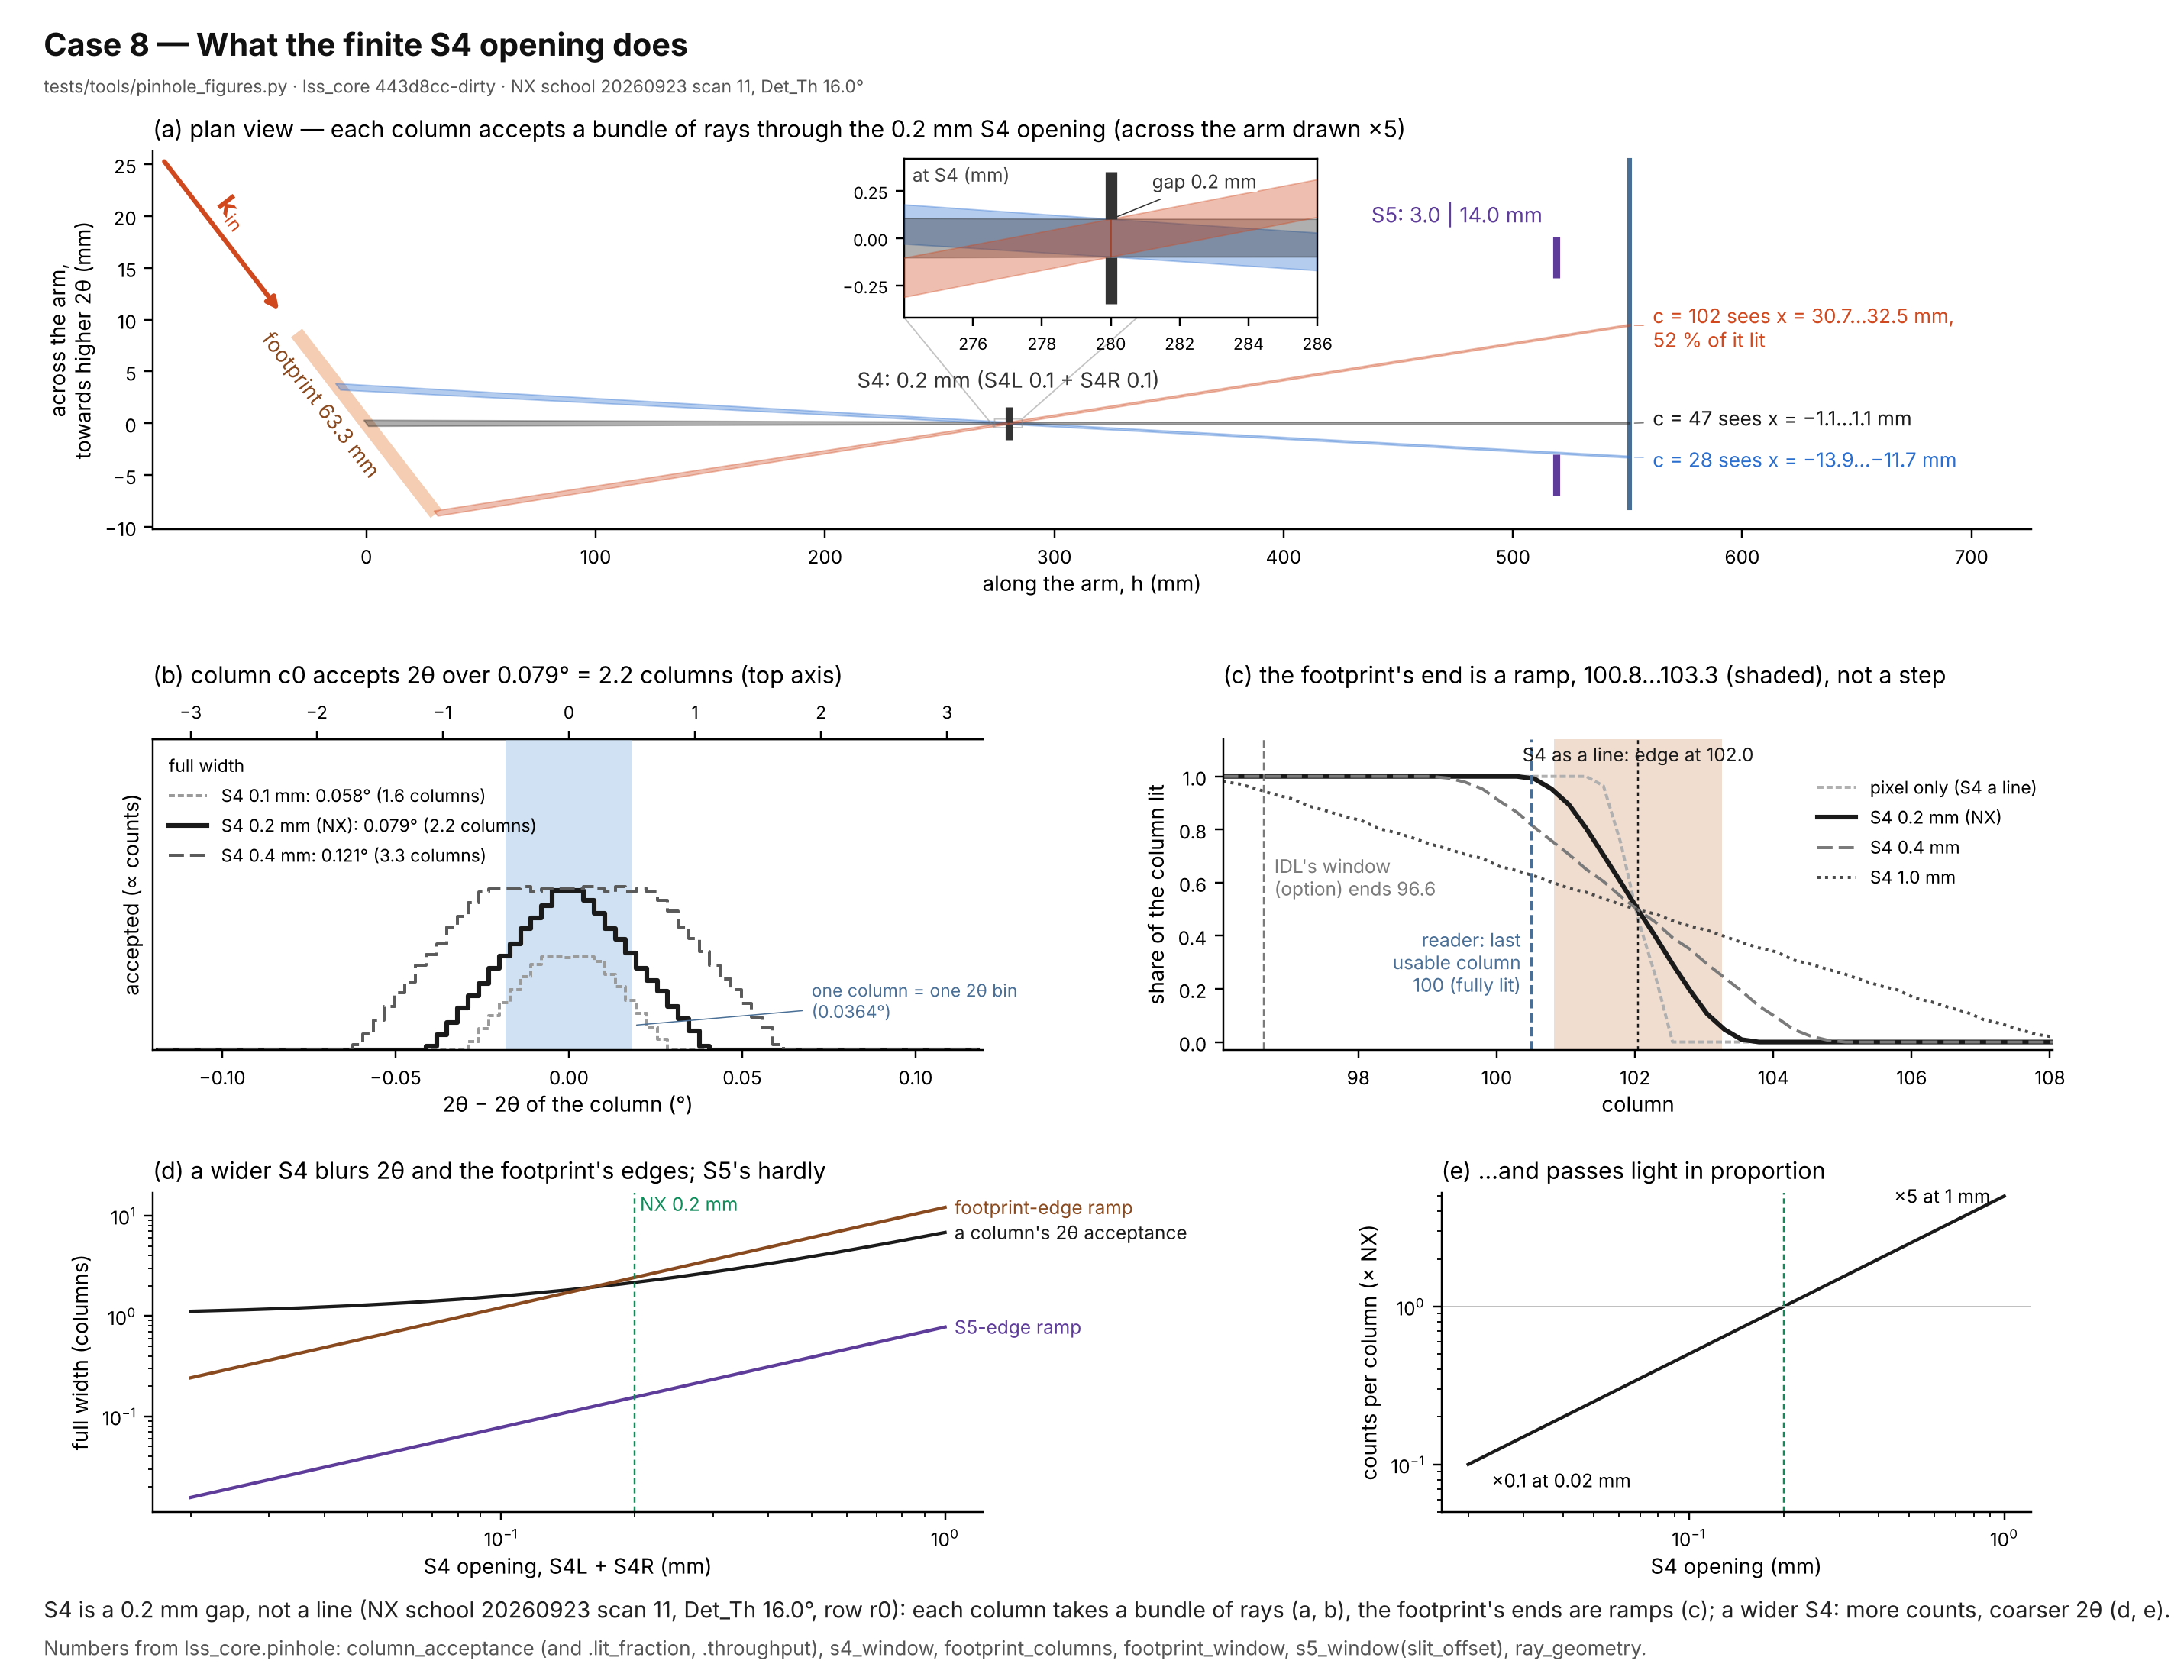 Case 8 — What the finite S4 opening does
tests/tools/pinhole_figures.py · lss_core 443d8cc-dirty · NX school 20260923 scan 11, Det_Th 16.0°
(a) plan view — each column accepts a bundle of rays through the 0.2 mm S4 opening (across the arm drawn ×5)
across the arm,
towards higher 2θ (mm)
25
20
15
10
5
0
−5
−10
kin
footprint 63.3 mm
at S4 (mm)
gap 0.2 mm
0.25
0.00
−0.25
276 278 280 282 284 286
S4: 0.2 mm (S4L 0.1 + S4R 0.1)
S5: 3.0 | 14.0 mm
c = 102 sees x = 30.7...32.5 mm,
52 % of it lit
c = 47 sees x = −1.1...1.1 mm
c = 28 sees x = −13.9...−11.7 mm
0 100 200 300 400 500 600 700
along the arm, h (mm)
(b) column c0 accepts 2θ over 0.079° = 2.2 columns (top axis)
−3 −2 −1 0 1 2 3
accepted (∝ counts)
full width
S4 0.1 mm: 0.058° (1.6 columns)
S4 0.2 mm (NX): 0.079° (2.2 columns)
S4 0.4 mm: 0.121° (3.3 columns)
one column = one 2θ bin
(0.0364°)
−0.10 −0.05 0.00 0.05 0.10
2θ − 2θ of the column (°)
(c) the footprint's end is a ramp, 100.8...103.3 (shaded), not a step
share of the column lit
1.0
0.8
0.6
0.4
0.2
0.0
S4 as a line: edge at 102.0
IDL's window
(option) ends 96.6
reader: last
usable column
100 (fully lit)
pixel only (S4 a line)
S4 0.2 mm (NX)
S4 0.4 mm
S4 1.0 mm
98 100 102 104 106 108
column
(d) a wider S4 blurs 2θ and the footprint's edges; S5's hardly
full width (columns)
10¹
10⁰
10⁻¹
NX 0.2 mm
footprint-edge ramp
a column's 2θ acceptance
S5-edge ramp
10⁻¹ 10⁰
S4 opening, S4L + S4R (mm)
(e) ...and passes light in proportion
counts per column (× NX)
10⁰
10⁻¹
×5 at 1 mm
×0.1 at 0.02 mm
10⁻¹ 10⁰
S4 opening (mm)
S4 is a 0.2 mm gap, not a line (NX school 20260923 scan 11, Det_Th 16.0°, row r0): each column takes a bundle of rays (a, b), the footprint's ends are ramps (c); a wider S4: more counts, coarser 2θ (d, e).
Numbers from lss_core.pinhole: column_acceptance (and .lit_fraction, .throughput), s4_window, footprint_columns, footprint_window, s5_window(slit_offset), ray_geometry.